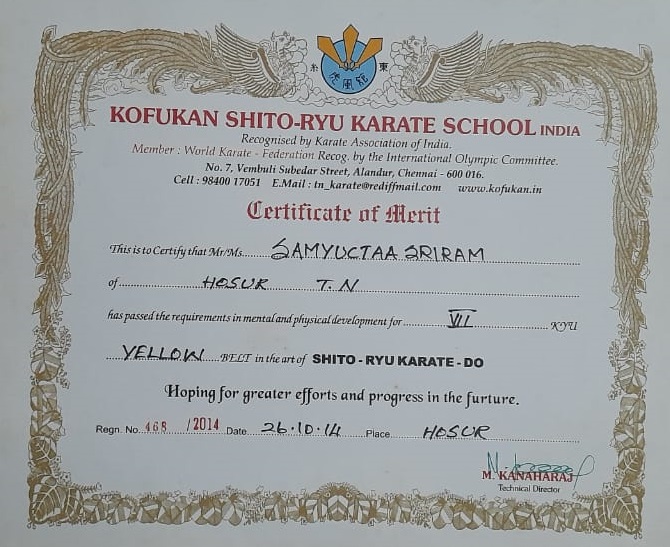 糸 東
虎風館
KOFUKAN SHITO-RYU KARATE SCHOOL INDIA
Recognised by Karate Association of India.
Member : World Karate - Federation Recog. by the International Olympic Committee.
No. 7, Vembuli Subedar Street, Alandur, Chennai - 600 016.
Cell : 98400 17051 E.Mail : tn_karate@rediffmail.com www.kofukan.in
Certificate of Merit
This is to Certify that Mr/Ms. SAMYUCTAA SRIRAM
of HOSUR T.N
has passed the requirements in mental and physical development for VII KYU
YELLOW BELT in the art of SHITO - RYU KARATE - DO
Hoping for greater efforts and progress in the furture.
Regn. No. 468 /2014 Date 26.10.14 Place HOSUR
M. KANAHARAJ
Technical Director